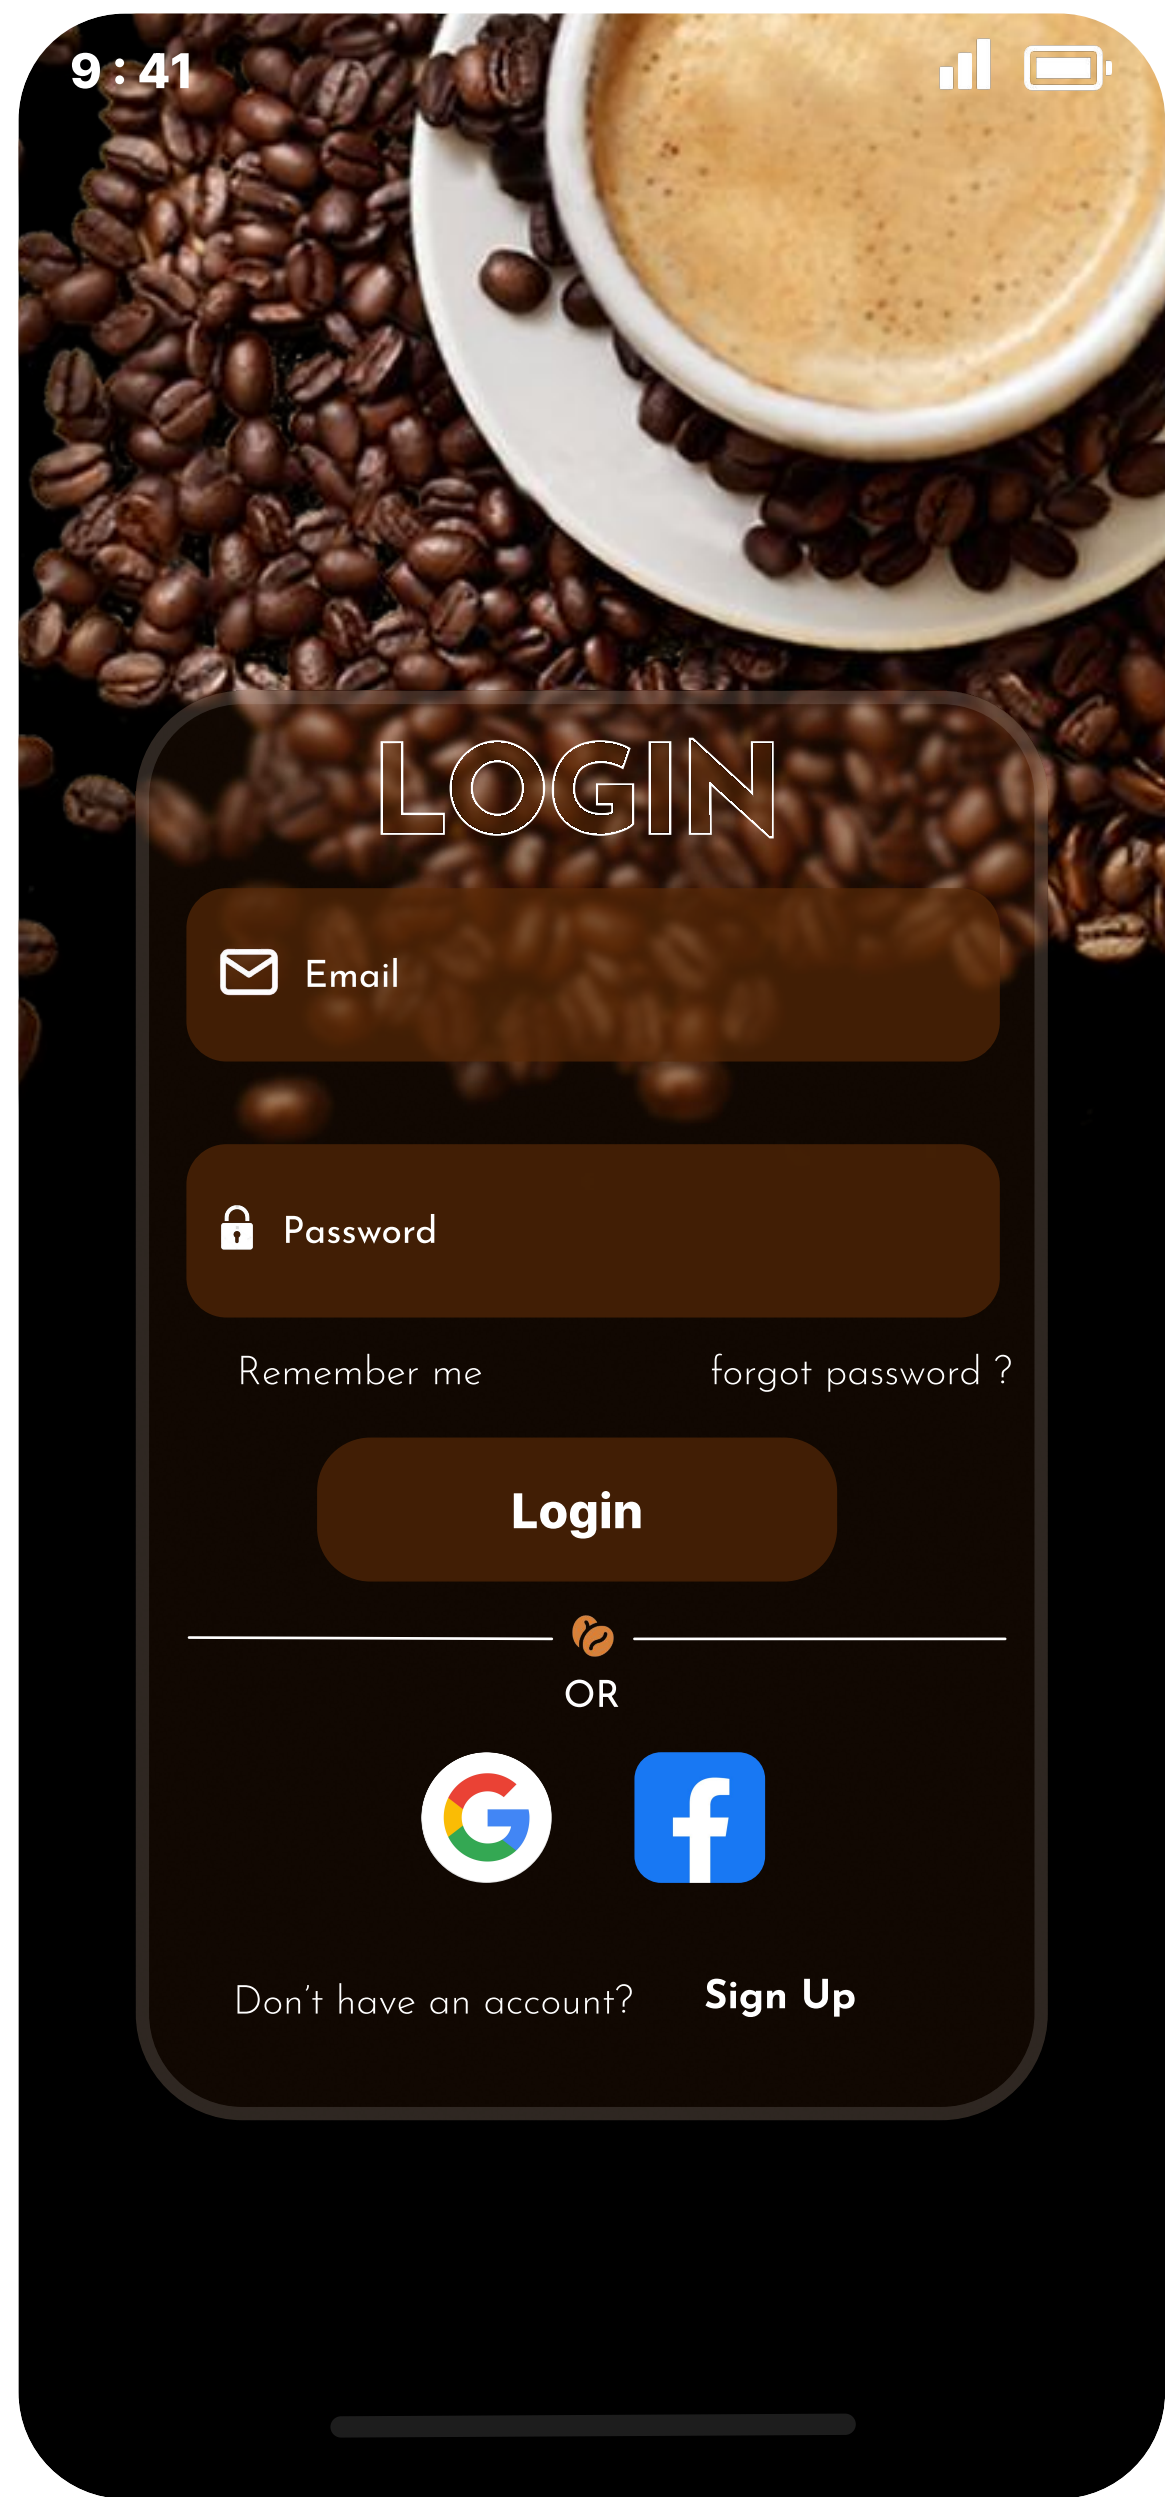 9 : 41
LOGIN
Email
Password
Remember me forgot password ?
Login
OR
Don't have an account? Sign Up